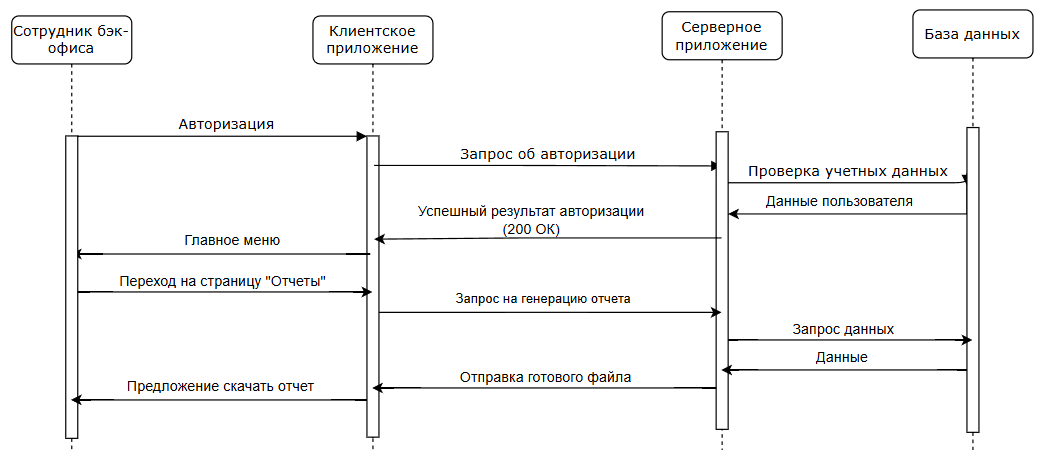 Сотрудник бэк-
офиса
Клиентское
приложение
Серверное
приложение
База данных
Авторизация
Запрос об авторизации
Проверка учетных данных
Данные пользователя
Успешный результат авторизации
(200 OK)
Главное меню
Переход на страницу "Отчеты"
Запрос на генерацию отчета
Запрос данных
Данные
Отправка готового файла
Предложение скачать отчет